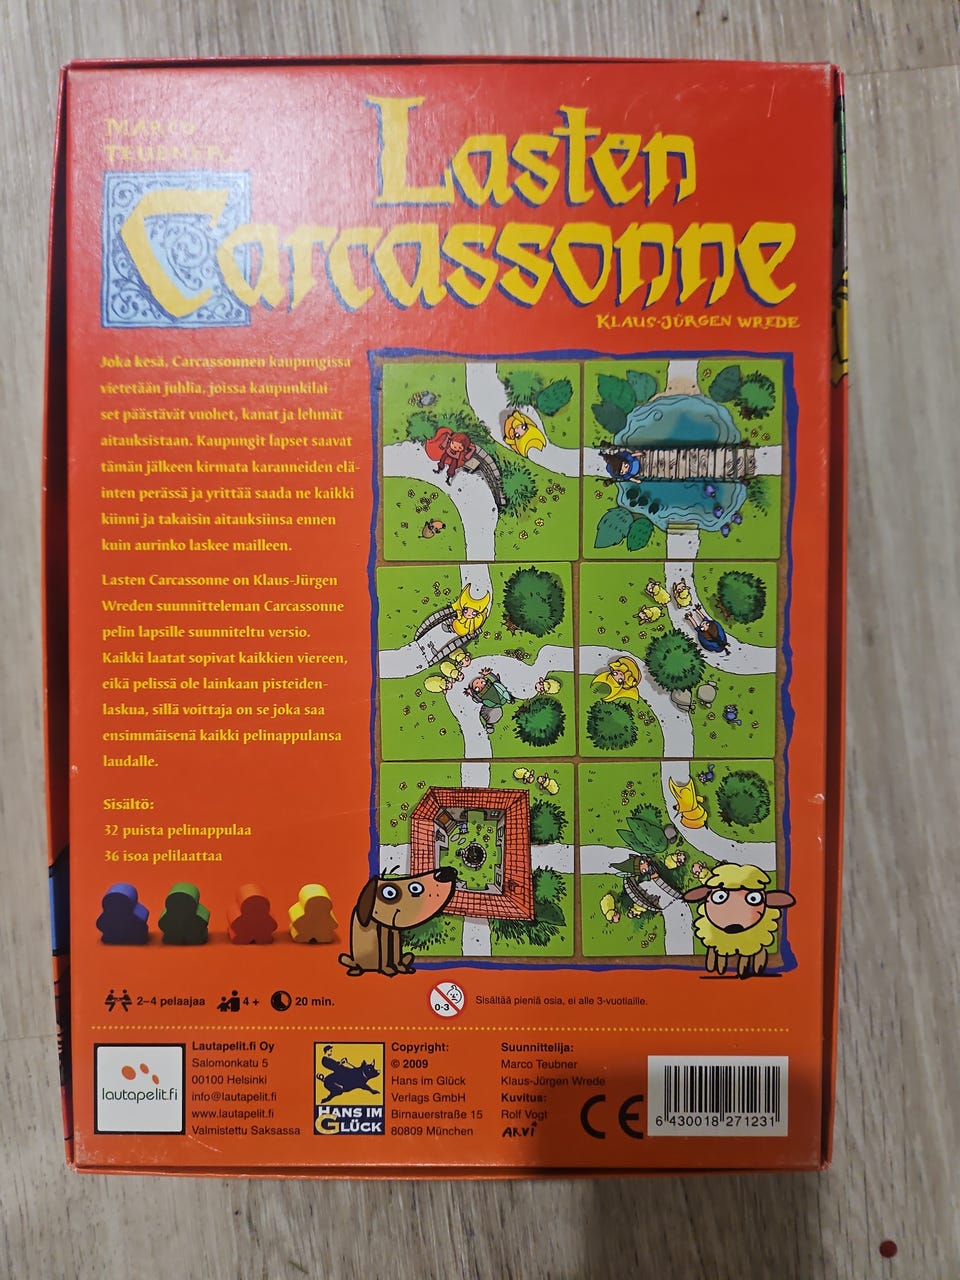 MARCO
TEUBNER
Lasten
Carcassonne
KLAUS-JÜRGEN WREDE
Joka kesä, Carcassonnen kaupungissa
vietetään juhlia, joissa kaupunkilai-
set päästävät vuohet, kanat ja lehmät
aitauksistaan. Kaupungit lapset saavat
tämän jälkeen kirmata karanneiden elä-
inten perässä ja yrittää saada ne kaikki
kiinni ja takaisin aitauksiinsa ennen
kuin aurinko laskee mailleen.
Lasten Carcassonne on Klaus-Jürgen
Wreden suunnitteleman Carcassonne
pelin lapsille suunniteltu versio.
Kaikki laatat sopivat kaikkien viereen,
eikä pelissä ole lainkaan pisteiden-
laskua, sillä voittaja on se joka saa
ensimmäisenä kaikki pelinappulansa
laudalle.
Sisältö:
32 puista pelinappulaa
36 isoa pelilaattaa
2–4 pelaajaa
4 +
20 min.
0-3
Sisältää pieniä osia, ei alle 3-vuotiaille.
lautapelit.fi
Lautapelit.fi Oy
Salomonkatu 5
00100 Helsinki
info@lautapelit.fi
www.lautapelit.fi
Valmistettu Saksassa
HANS IM
GLÜCK
Copyright:
© 2009
Hans im Glück
Verlags GmbH
Birnauerstraße 15
80809 München
Suunnittelija:
Marco Teubner
Klaus-Jürgen Wrede
Kuvitus:
Rolf Vogt
ARVi
CE
6 430018 271231